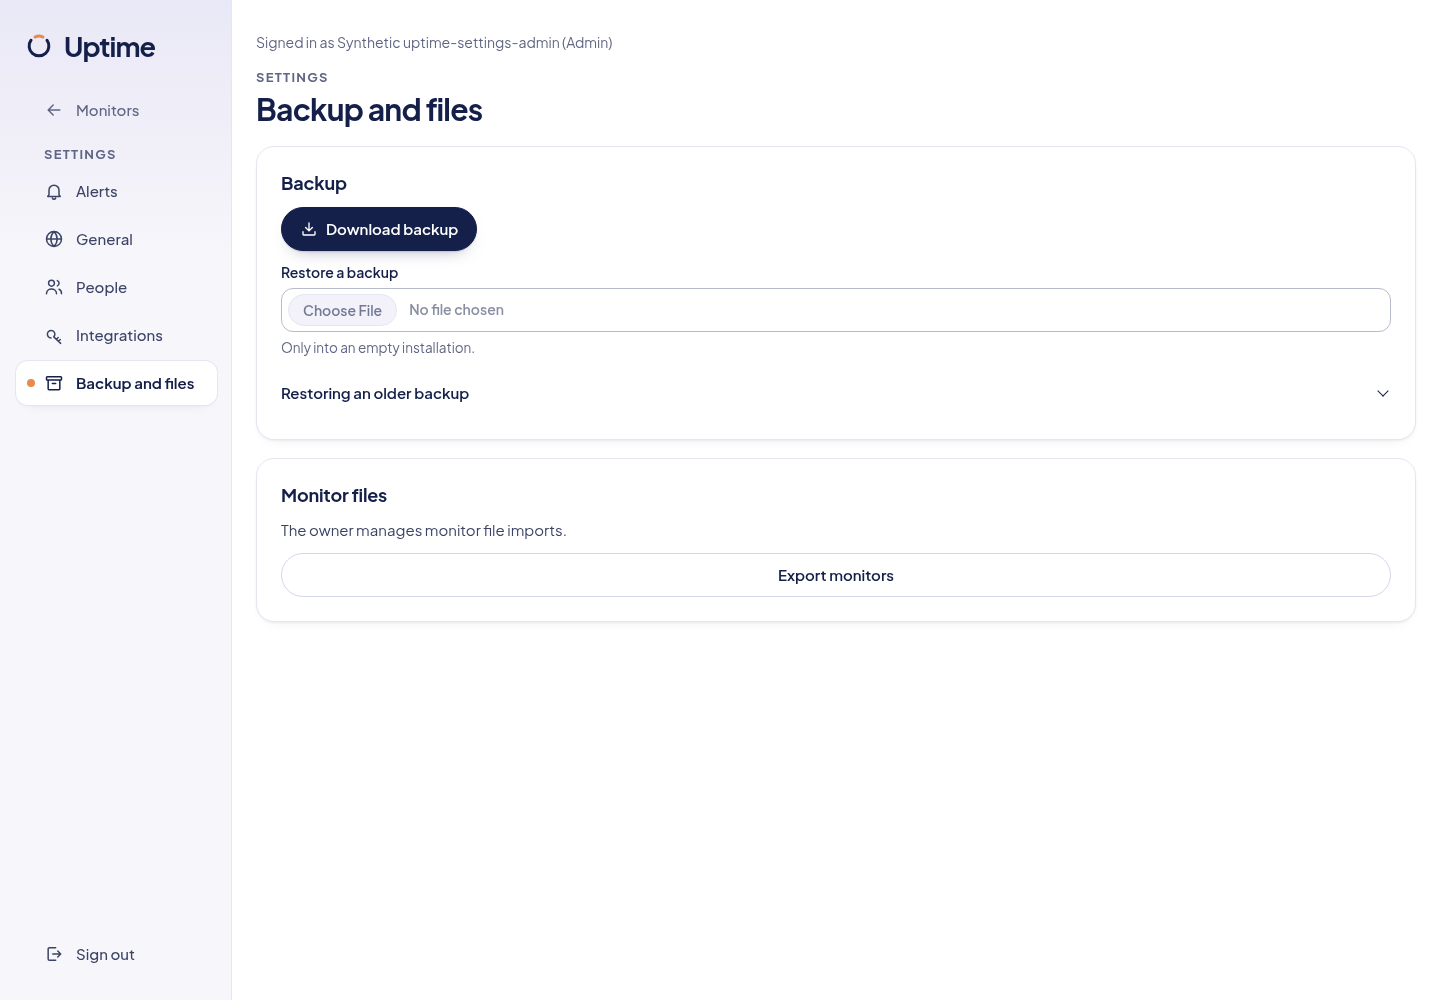 Uptime
Monitors
SETTINGS
Alerts
General
People
Integrations
Backup and files
Sign out
Signed in as Synthetic uptime-settings-admin (Admin)
SETTINGS
Backup and files
Backup
Download backup
Restore a backup
Choose File No file chosen
Only into an empty installation.
Restoring an older backup
Monitor files
The owner manages monitor file imports.
Export monitors